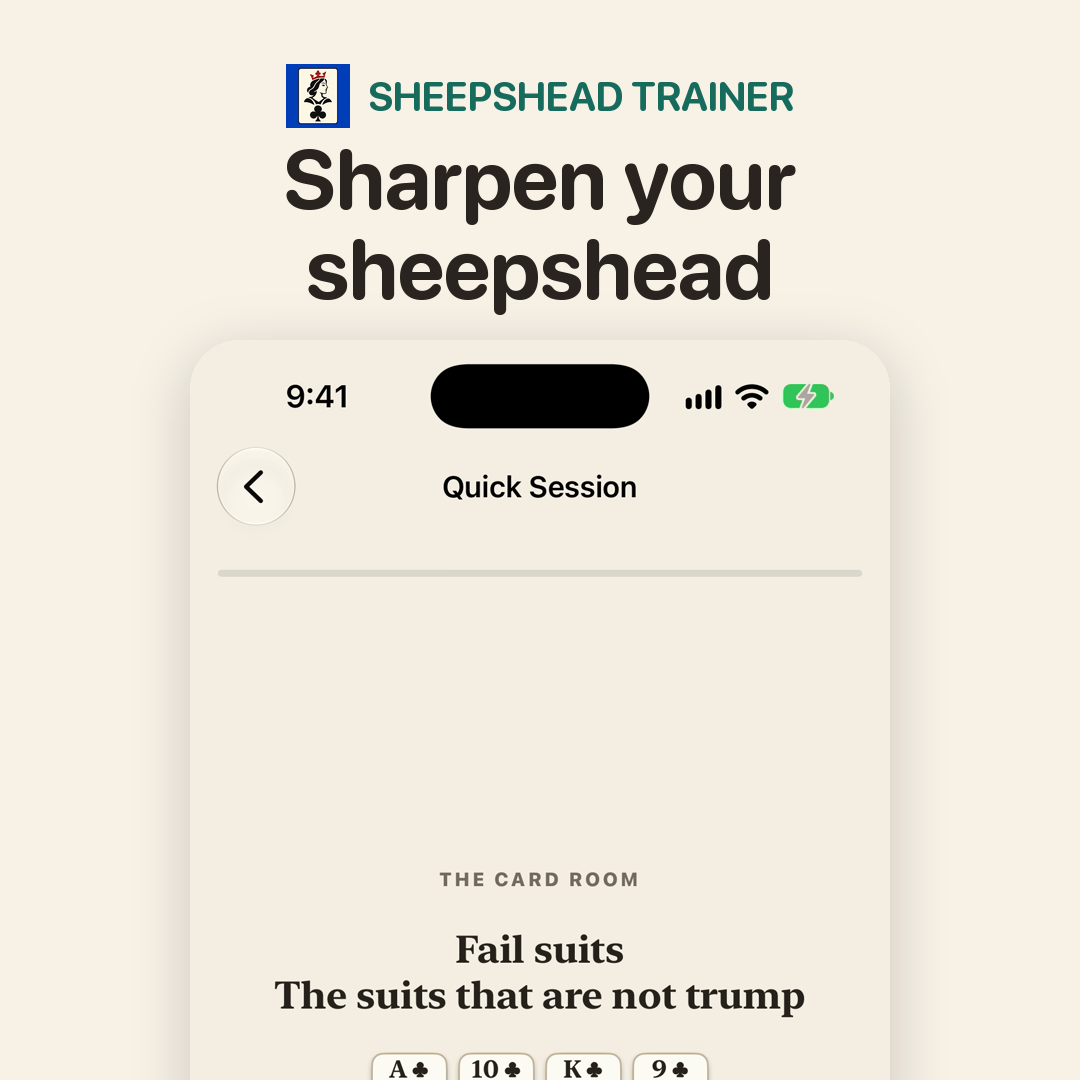 SHEEPSHEAD TRAINER
Sharpen your
sheepshead
9:41
Quick Session
THE CARD ROOM
Fail suits
The suits that are not trump
A♣ 10♣ K♣ 9♣